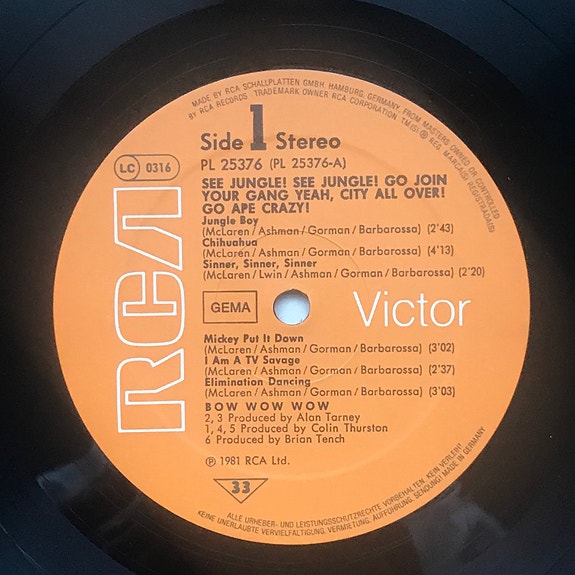 MADE BY RCA SCHALLPLATTEN GMBH, HAMBURG, GERMANY, FROM MASTERS OWNED OR CONTROLLED
BY RCA RECORDS TRADEMARK OWNER RCA CORPORATION TM(S) ® REG. MARCA(S) REGISTRADA(S)
Side 1 Stereo
PL 25376 (PL 25376-A)
LC 0316
RCA
SEE JUNGLE! SEE JUNGLE! GO JOIN
YOUR GANG YEAH, CITY ALL OVER!
GO APE CRAZY!
Jungle Boy
(McLaren/Ashman/Gorman/Barbarossa) (2'43)
Chihuahua
(McLaren/Ashman/Gorman/Barbarossa) (4'13)
Sinner, Sinner, Sinner
(McLaren/Lwin/Ashman/Gorman/Barbarossa) (2'20)
GEMA
Victor
Mickey Put It Down
(McLaren/Ashman/Gorman/Barbarossa) (3'02)
I Am A TV Savage
(McLaren/Ashman/Gorman/Barbarossa) (2'37)
Elimination Dancing
(McLaren/Ashman/Gorman/Barbarossa) (3'03)
BOW WOW WOW
2, 3 Produced by Alan Tarney
1, 4, 5 Produced by Colin Thurston
6 Produced by Brian Tench
℗ 1981 RCA Ltd.
33
ALLE URHEBER- UND LEISTUNGSSCHUTZRECHTE VORBEHALTEN. KEIN VERLEIH!
KEINE UNERLAUBTE VERVIELFÄLTIGUNG, VERMIETUNG, AUFFÜHRUNG, SENDUNG! MADE IN GERMANY